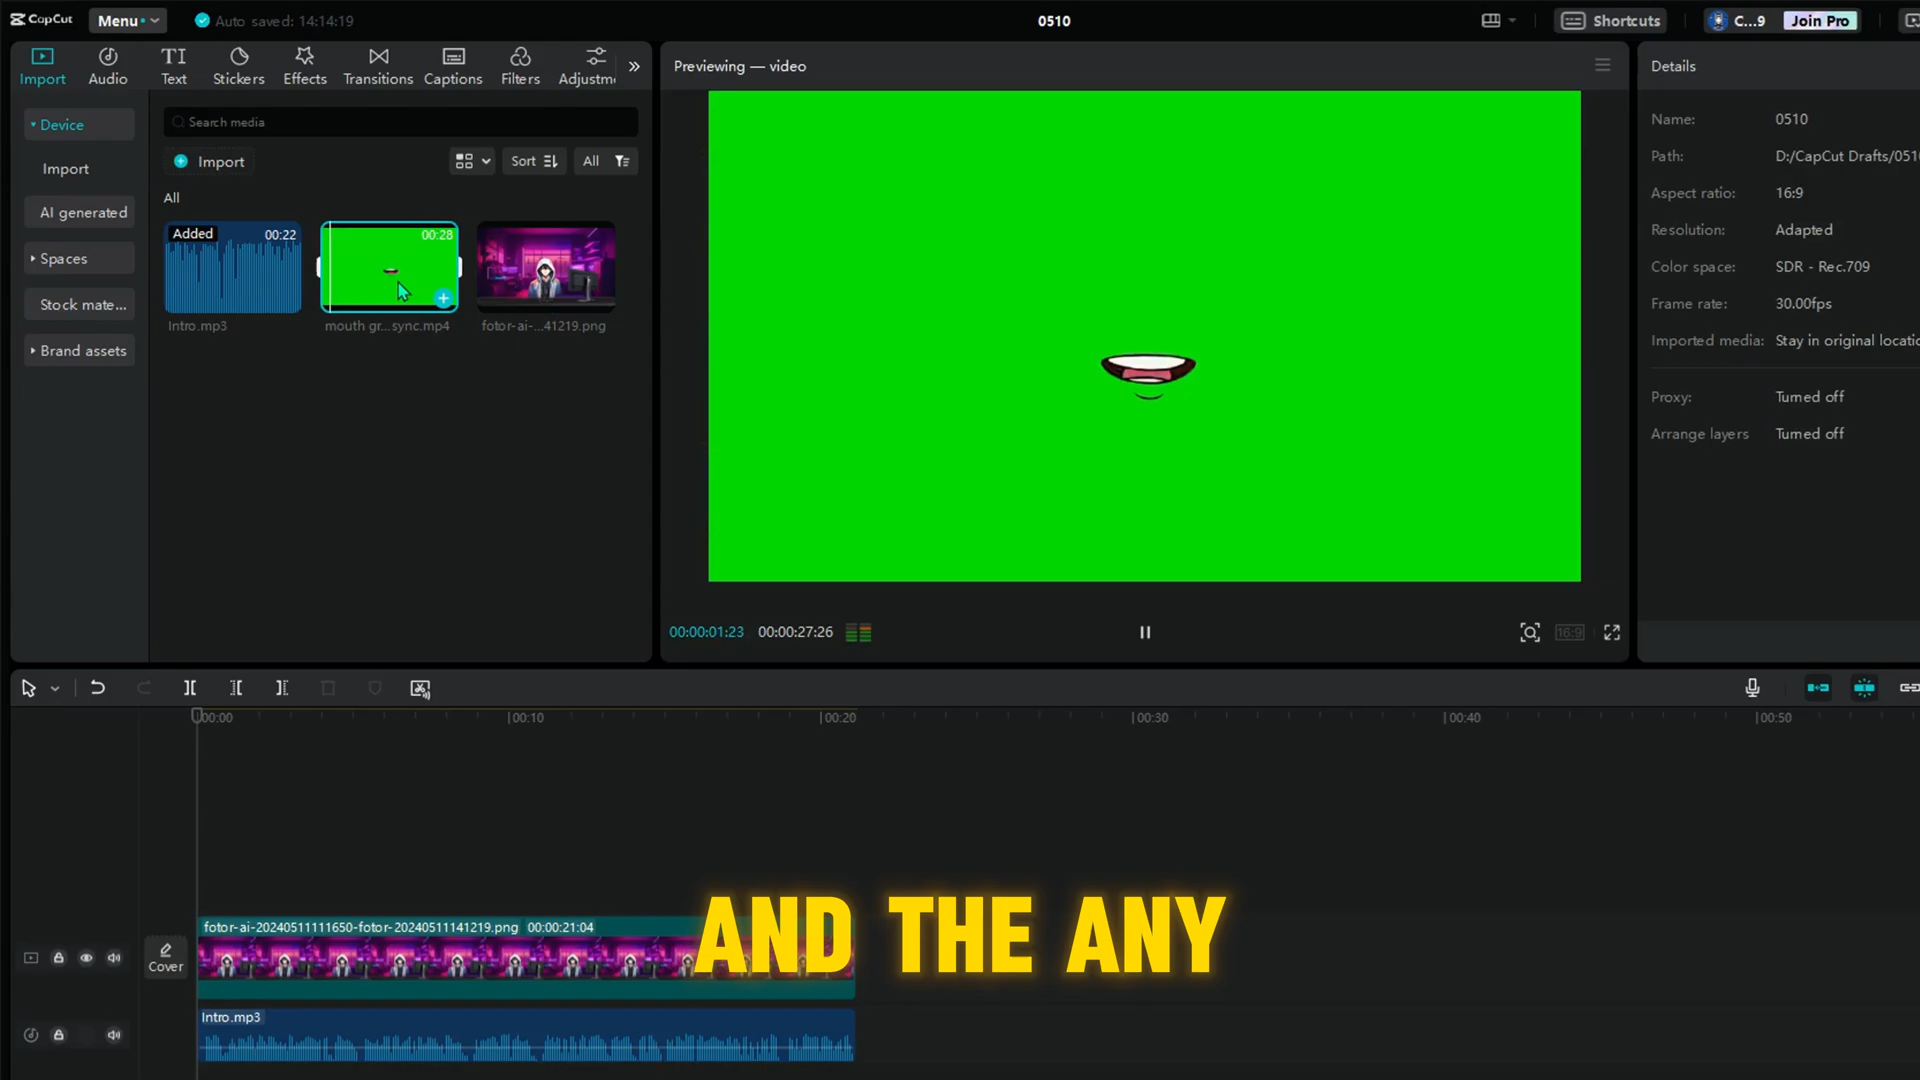 CapCut
Menu
Auto saved: 14:14:19
0510
Shortcuts
C...9
Join Pro
Import
Audio
TI
Text
Stickers
Effects
Transitions
Captions
Filters
Adjustm
Previewing — video
Details
Device
Import
AI generated
Spaces
Stock mate...
Brand assets
Search media
Import
Sort
All
All
Added
00:22
Intro.mp3
00:28
mouth gr...sync.mp4
fotor-ai-...41219.png
Name:
0510
Path:
D:/CapCut Drafts/0510
Aspect ratio:
16:9
Resolution:
Adapted
Color space:
SDR - Rec.709
Frame rate:
30.00fps
Imported media:
Stay in original locatio
Proxy:
Turned off
Arrange layers
Turned off
00:00:01:23
00:00:27:26
16:9
00:00
00:10
00:20
00:30
00:40
00:50
fotor-ai-20240511111650-fotor-20240511141219.png 00:00:21:04
Cover
AND THE ANY
Intro.mp3